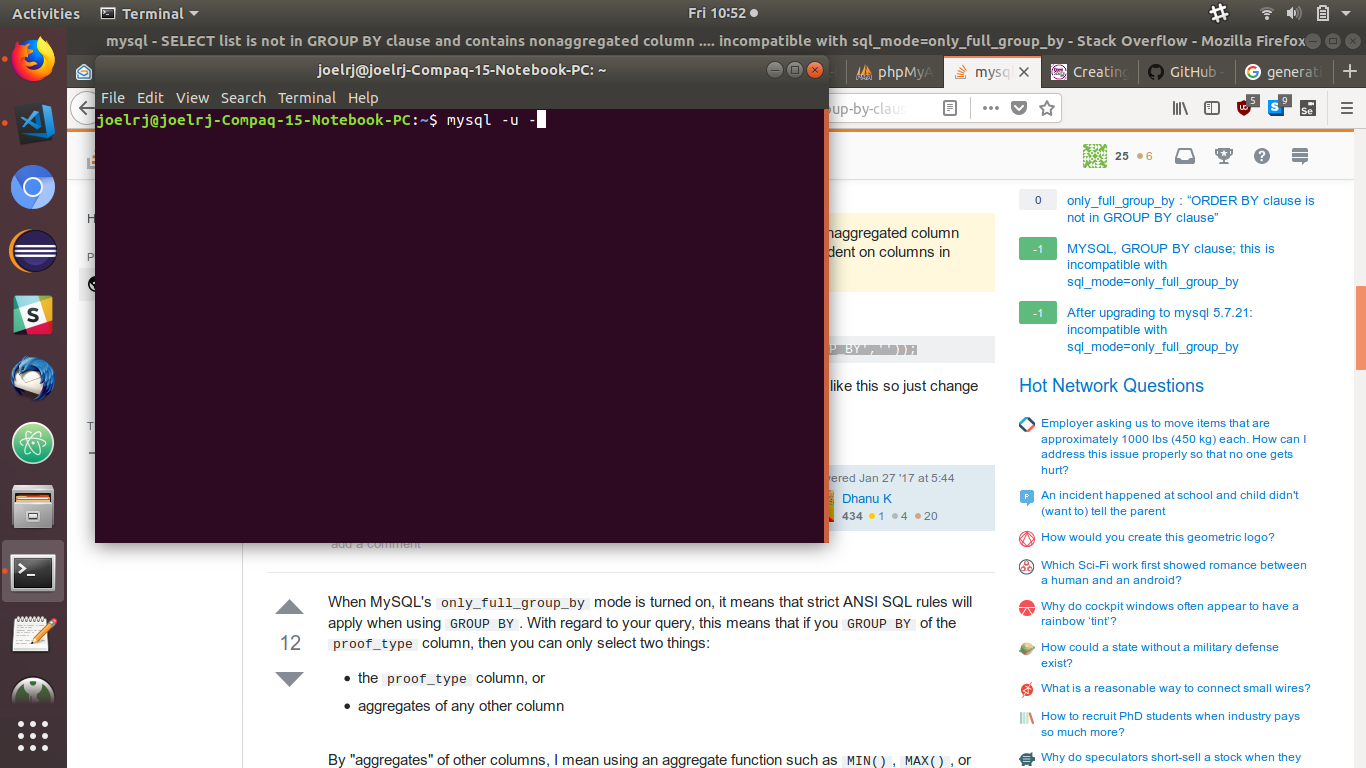 Activities
Terminal
Fri 10:52
mysql - SELECT list is not in GROUP BY clause and contains nonaggregated column .... incompatible with sql_mode=only_full_group_by - Stack Overflow - Mozilla Firefox
joelrj@joelrj-Compaq-15-Notebook-PC: ~
phpMyA
mysql
Creating
GitHub -
generati
File Edit View Search Terminal Help
joelrj@joelrj-Compaq-15-Notebook-PC:~$ mysql -u -
oup-by-claus
5
9
Se
25
6
naggregated column
dent on columns in
P BY','''));
like this so just change
ered Jan 27 '17 at 5:44
Dhanu K
434 1 4 20
add a comment
12
When MySQL's only_full_group_by mode is turned on, it means that strict ANSI SQL rules will
apply when using GROUP BY. With regard to your query, this means that if you GROUP BY of the
proof_type column, then you can only select two things:
the proof_type column, or
aggregates of any other column
By "aggregates" of other columns, I mean using an aggregate function such as MIN(), MAX(), or
0
only_full_group_by : “ORDER BY clause is
not in GROUP BY clause”
-1
MYSQL, GROUP BY clause; this is
incompatible with
sql_mode=only_full_group_by
-1
After upgrading to mysql 5.7.21:
incompatible with
sql_mode=only_full_group_by
Hot Network Questions
Employer asking us to move items that are
approximately 1000 lbs (450 kg) each. How can I
address this issue properly so that no one gets
hurt?
An incident happened at school and child didn't
(want to) tell the parent
How would you create this geometric logo?
Which Sci-Fi work first showed romance between
a human and an android?
Why do cockpit windows often appear to have a
rainbow ‘tint’?
How could a state without a military defense
exist?
What is a reasonable way to connect small wires?
How to recruit PhD students when industry pays
so much more?
Why do speculators short-sell a stock when they